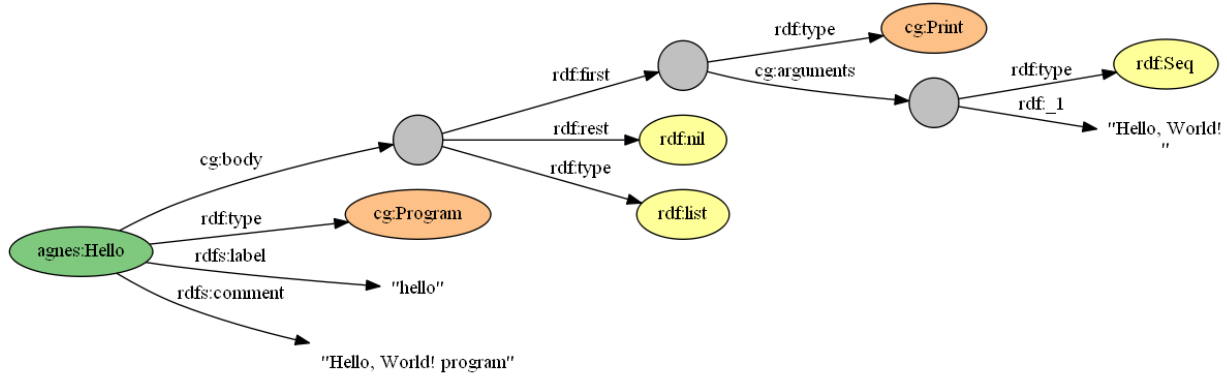 rdf:type
cg:Print
rdf:first
cg:arguments
rdf:type
rdf:Seq
rdf:_1
"Hello, World!
"
rdf:rest
rdf:nil
cg:body
rdf:type
rdf:list
rdf:type
cg:Program
agnes:Hello
rdfs:label
"hello"
rdfs:comment
"Hello, World! program"